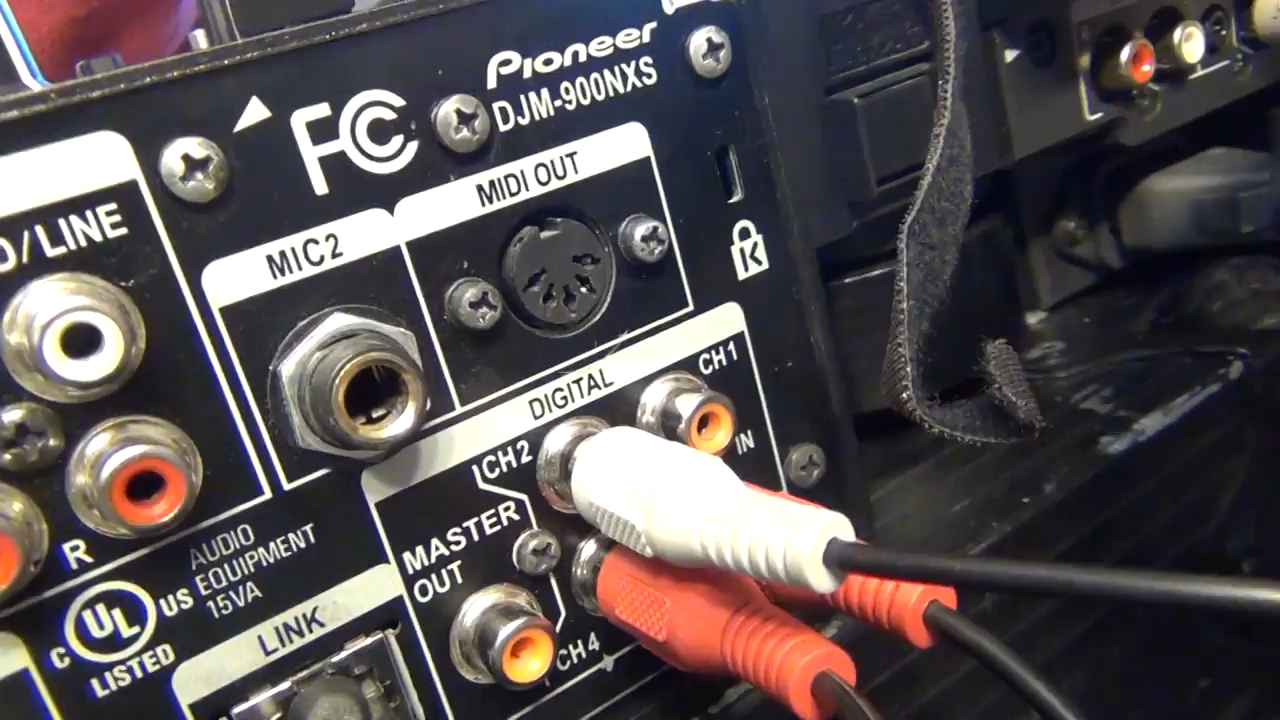 Pioneer
DJM-900NXS
FC
MIDI OUT
MIC2
/LINE
K
DIGITAL
CH1
IN
CH2
MASTER
OUT
CH4
R
AUDIO
EQUIPMENT
15VA
C UL US
LISTED
LINK